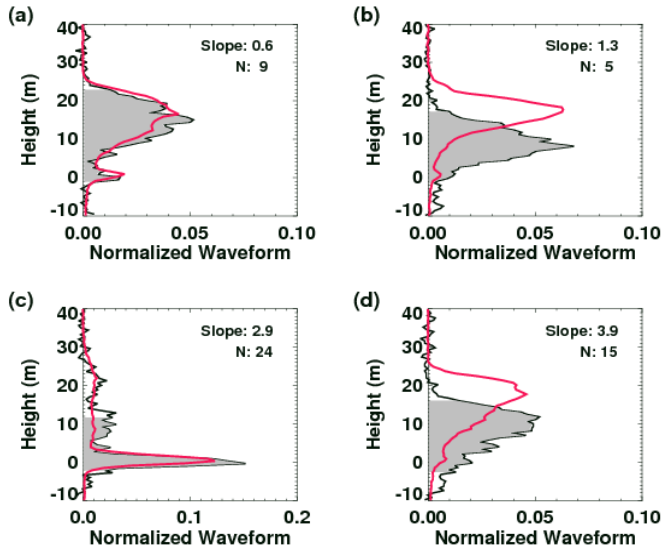 (a)
40
30
20
10
0
-10
Height (m)
Slope: 0.6
N: 9
0.00 0.05 0.10
Normalized Waveform
(b)
40
30
20
10
0
-10
Height (m)
Slope: 1.3
N: 5
0.00 0.05 0.10
Normalized Waveform
(c)
40
30
20
10
0
-10
Height (m)
Slope: 2.9
N: 24
0.0 0.1 0.2
Normalized Waveform
(d)
40
30
20
10
0
-10
Height (m)
Slope: 3.9
N: 15
0.00 0.05 0.10
Normalized Waveform